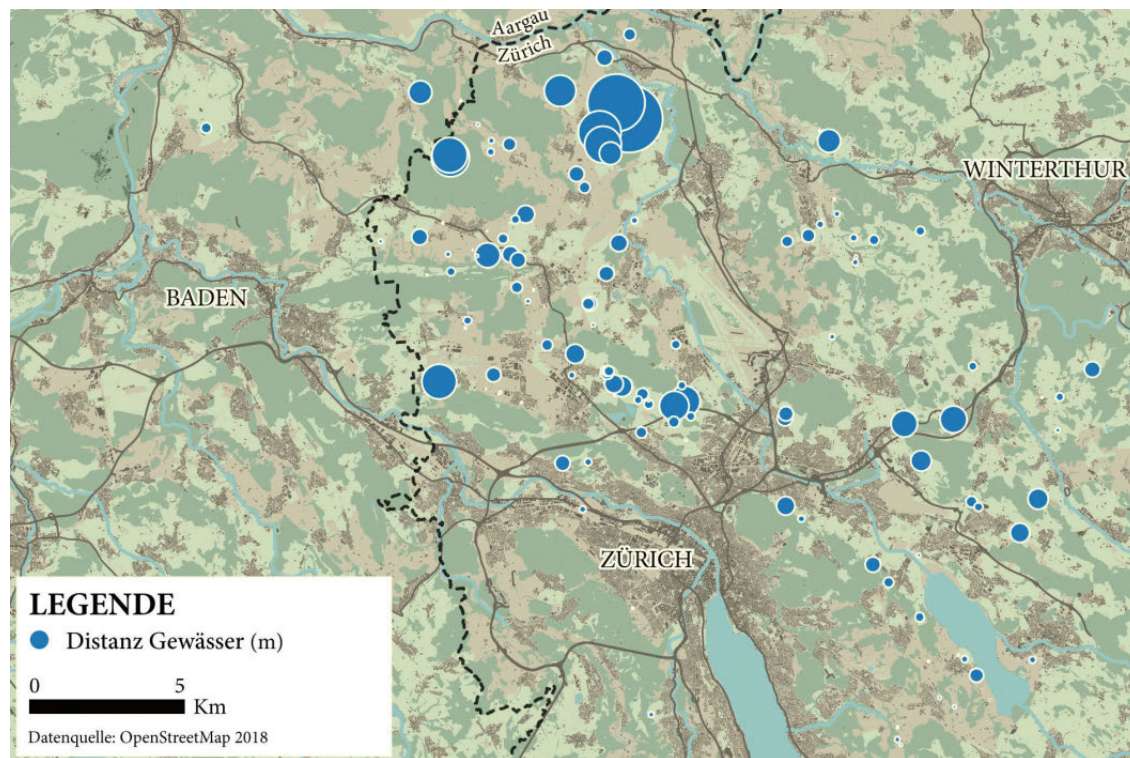 Aargau
Zürich
WINTERTHUR
BADEN
ZÜRICH
LEGENDE
Distanz Gewässer (m)
0 5
Km
Datenquelle: OpenStreetMap 2018